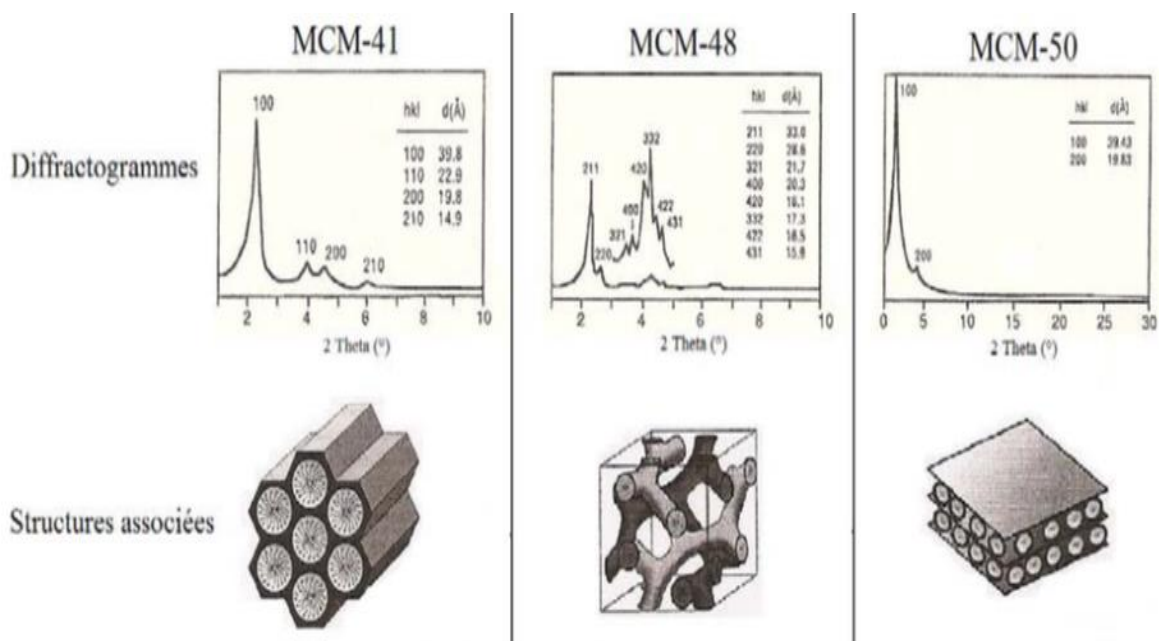 MCM-41
MCM-48
MCM-50
Diffractogrammes
100
110
200
210
hkl d(Å)
100 39.8
110 22.9
200 19.8
210 14.9
2 4 6 8 10
2 Theta (°)
211
220
321
400
420
332
422
431
hkl d(Å)
211 33.0
220 28.6
321 21.7
400 20.3
420 18.1
332 17.3
422 16.5
431 15.9
2 4 6 8 10
2 Theta (°)
100
200
hkl d(Å)
100 39.43
200 19.83
0 5 10 15 20 25 30
2 Theta (°)
Structures associées